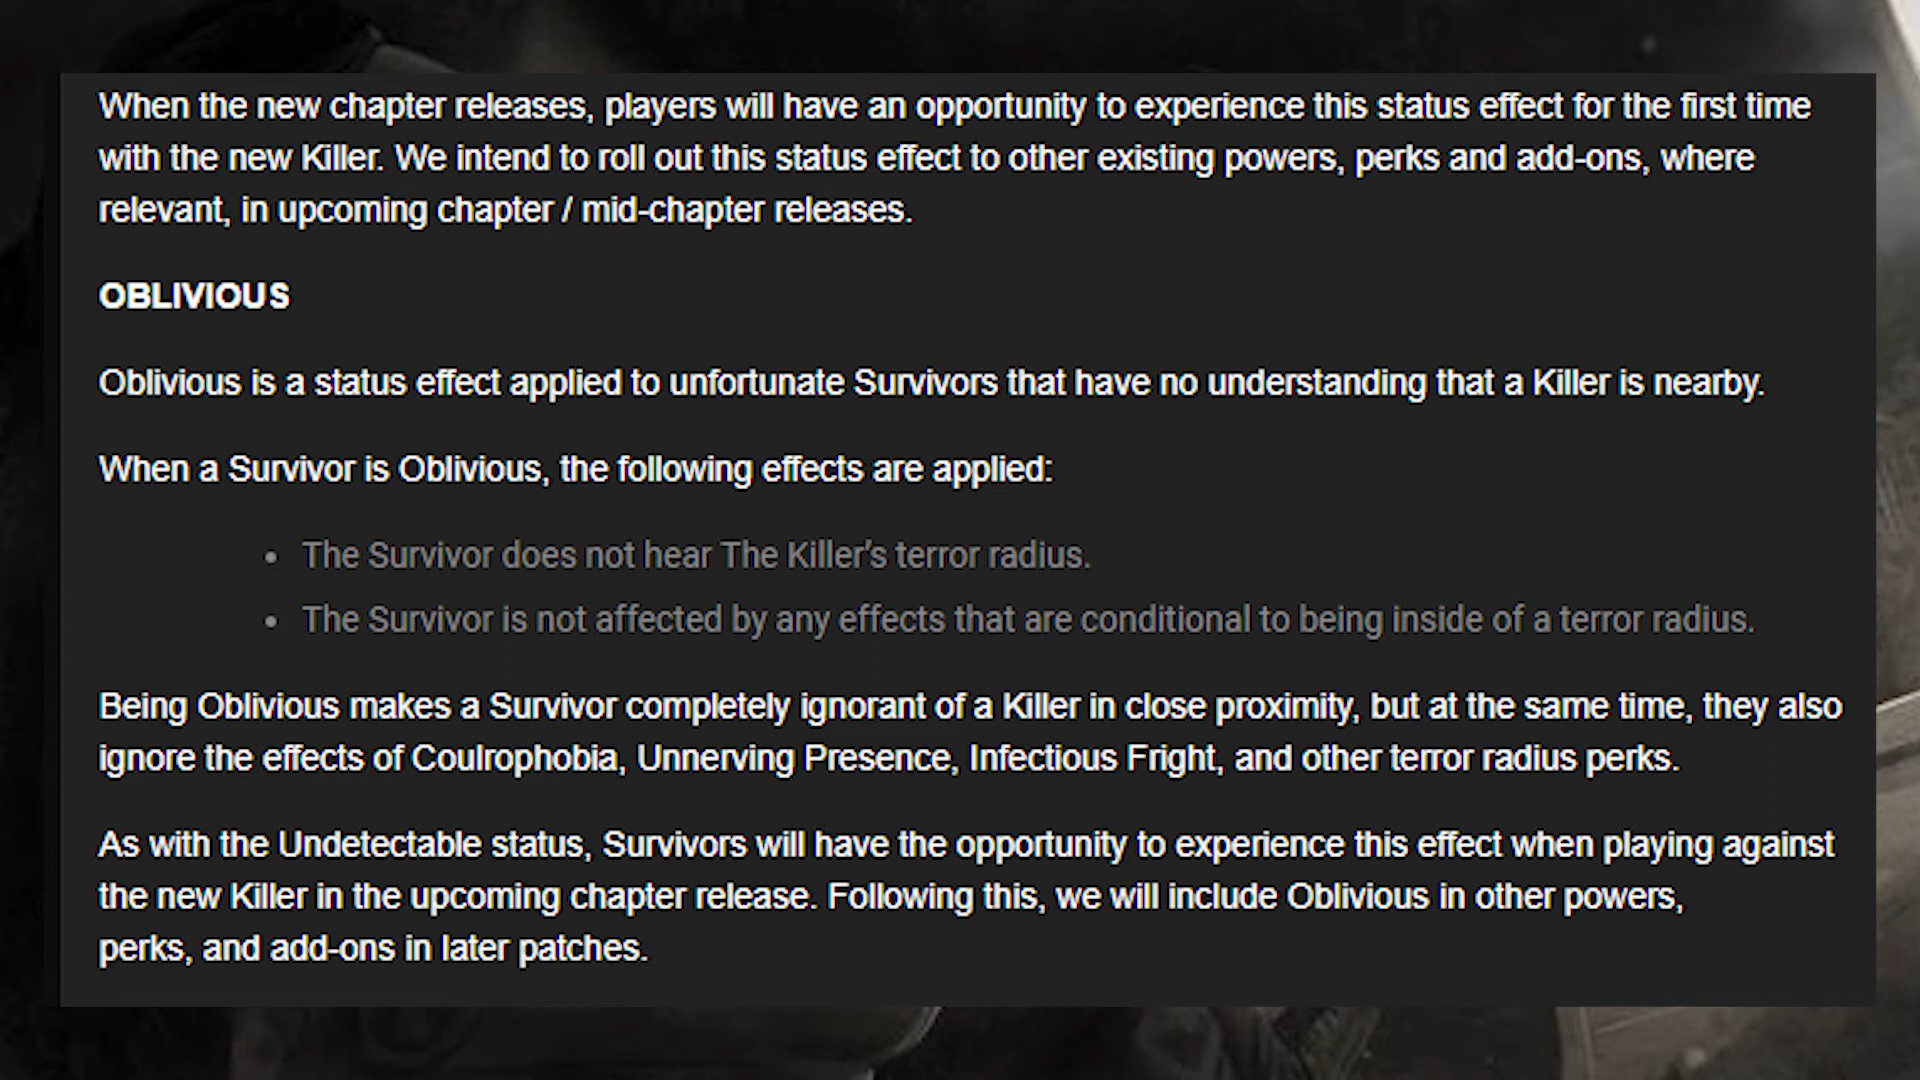 When the new chapter releases, players will have an opportunity to experience this status effect for the first time
with the new Killer. We intend to roll out this status effect to other existing powers, perks and add-ons, where
relevant, in upcoming chapter / mid-chapter releases.
OBLIVIOUS
Oblivious is a status effect applied to unfortunate Survivors that have no understanding that a Killer is nearby.
When a Survivor is Oblivious, the following effects are applied:
• The Survivor does not hear The Killer’s terror radius.
• The Survivor is not affected by any effects that are conditional to being inside of a terror radius.
Being Oblivious makes a Survivor completely ignorant of a Killer in close proximity, but at the same time, they also
ignore the effects of Coulrophobia, Unnerving Presence, Infectious Fright, and other terror radius perks.
As with the Undetectable status, Survivors will have the opportunity to experience this effect when playing against
the new Killer in the upcoming chapter release. Following this, we will include Oblivious in other powers,
perks, and add-ons in later patches.